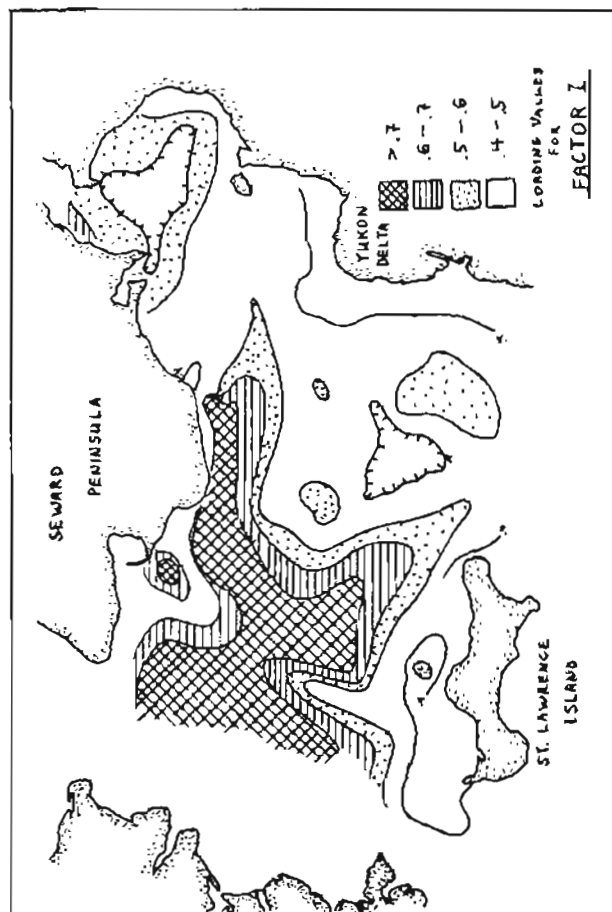 SEWARD
PENINSULA
YUKON
DELTA
ST. LAWRENCE
ISLAND
>.7
.6-.7
.5-.6
.4-.5
LOADING VALUES
FOR
FACTOR I